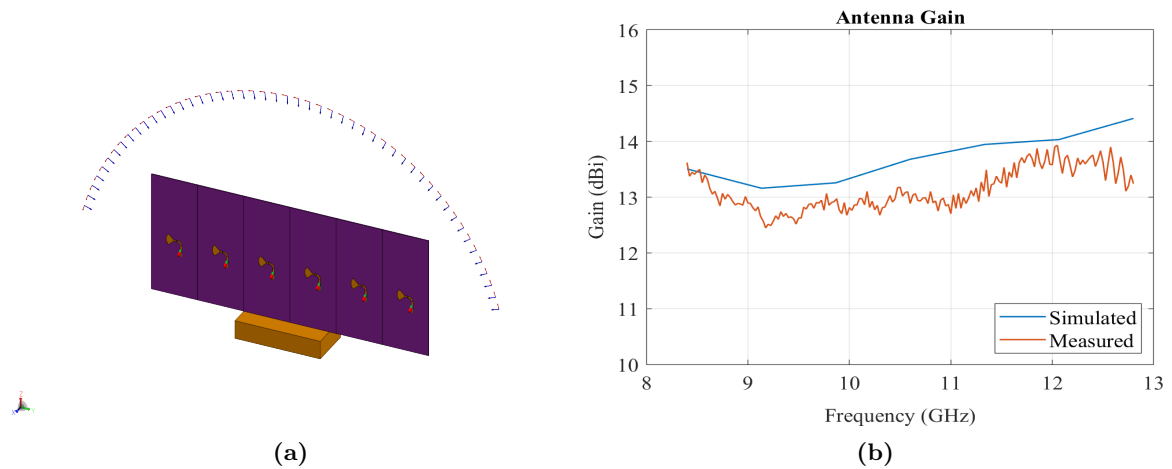 Antenna Gain
16
15
14
13
12
11
10
Gain (dBi)
Simulated
Measured
8 9 10 11 12 13
Frequency (GHz)
(a) (b)